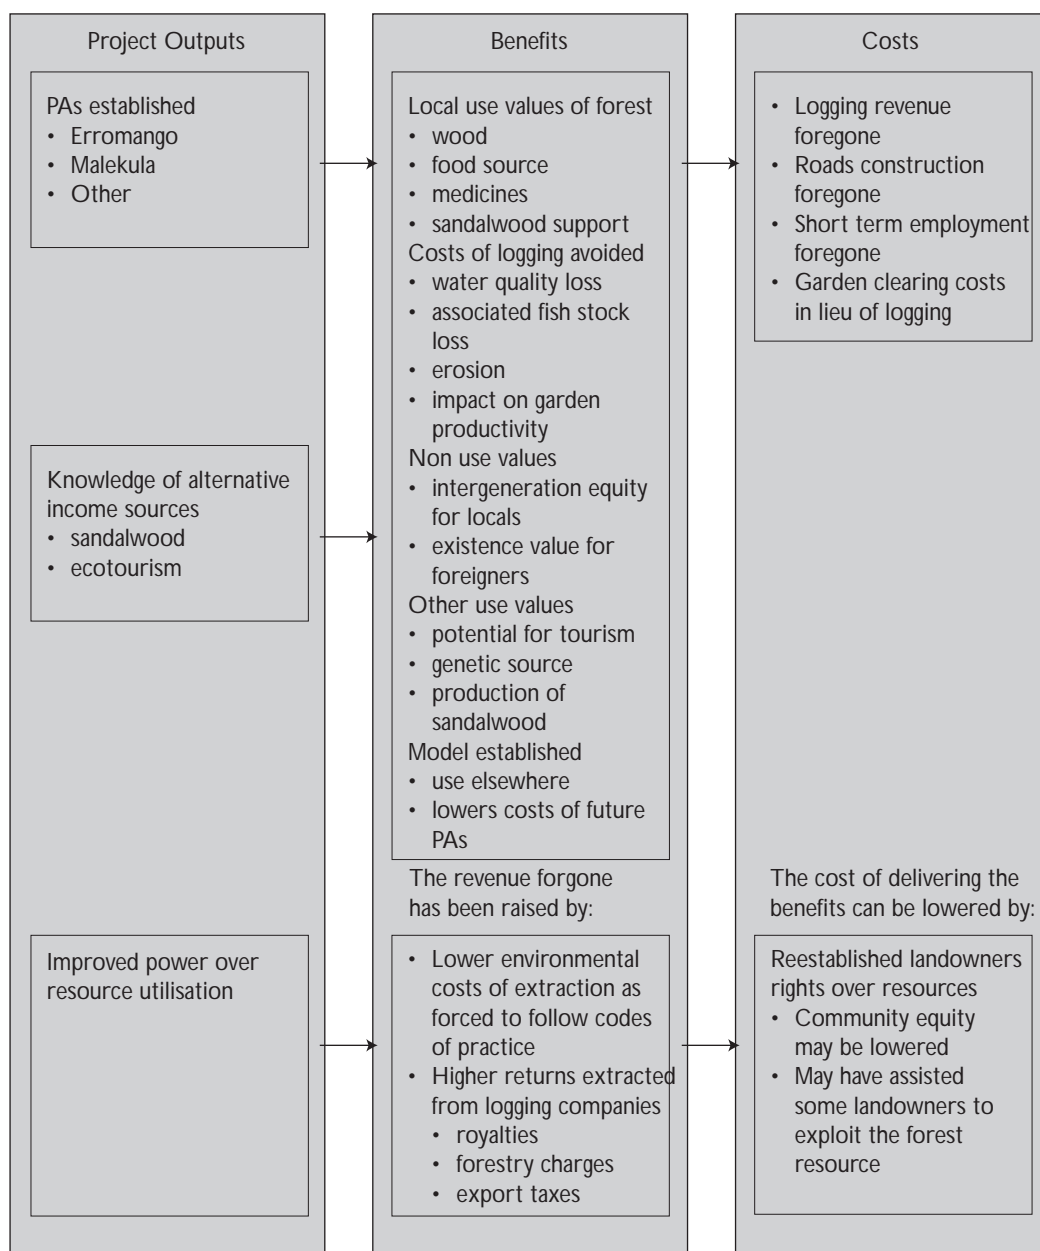 Project Outputs
PAs established
• Erromango
• Malekula
• Other
Knowledge of alternative
income sources
• sandalwood
• ecotourism
Improved power over
resource utilisation
Benefits
Local use values of forest
• wood
• food source
• medicines
• sandalwood support
Costs of logging avoided
• water quality loss
• associated fish stock
loss
• erosion
• impact on garden
productivity
Non use values
• intergeneration equity
for locals
• existence value for
foreigners
Other use values
• potential for tourism
• genetic source
• production of
sandalwood
Model established
• use elsewhere
• lowers costs of future
PAs
The revenue forgone
has been raised by:
• Lower environmental
costs of extraction as
forced to follow codes
of practice
• Higher returns extracted
from logging companies
• royalties
• forestry charges
• export taxes
Costs
• Logging revenue
foregone
• Roads construction
foregone
• Short term employment
foregone
• Garden clearing costs
in lieu of logging
The cost of delivering the
benefits can be lowered by:
Reestablished landowners
rights over resources
• Community equity
may be lowered
• May have assisted
some landowners to
exploit the forest
resource